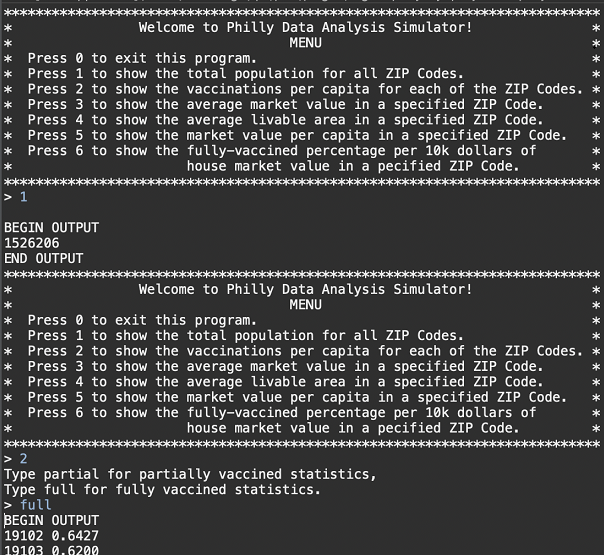 ***************************************************************************
* Welcome to Philly Data Analysis Simulator! *
* MENU *
* Press 0 to exit this program. *
* Press 1 to show the total population for all ZIP Codes. *
* Press 2 to show the vaccinations per capita for each of the ZIP Codes. *
* Press 3 to show the average market value in a specified ZIP Code. *
* Press 4 to show the average livable area in a specified ZIP Code. *
* Press 5 to show the market value per capita in a specified ZIP Code. *
* Press 6 to show the fully-vaccined percentage per 10k dollars of *
* house market value in a pecified ZIP Code. *
***************************************************************************
> 1
BEGIN OUTPUT
1526206
END OUTPUT
***************************************************************************
* Welcome to Philly Data Analysis Simulator! *
* MENU *
* Press 0 to exit this program. *
* Press 1 to show the total population for all ZIP Codes. *
* Press 2 to show the vaccinations per capita for each of the ZIP Codes. *
* Press 3 to show the average market value in a specified ZIP Code. *
* Press 4 to show the average livable area in a specified ZIP Code. *
* Press 5 to show the market value per capita in a specified ZIP Code. *
* Press 6 to show the fully-vaccined percentage per 10k dollars of *
* house market value in a pecified ZIP Code. *
***************************************************************************
> 2
Type partial for partially vaccined statistics,
Type full for fully vaccined statistics.
> full
BEGIN OUTPUT
19102 0.6427
19103 0.6200